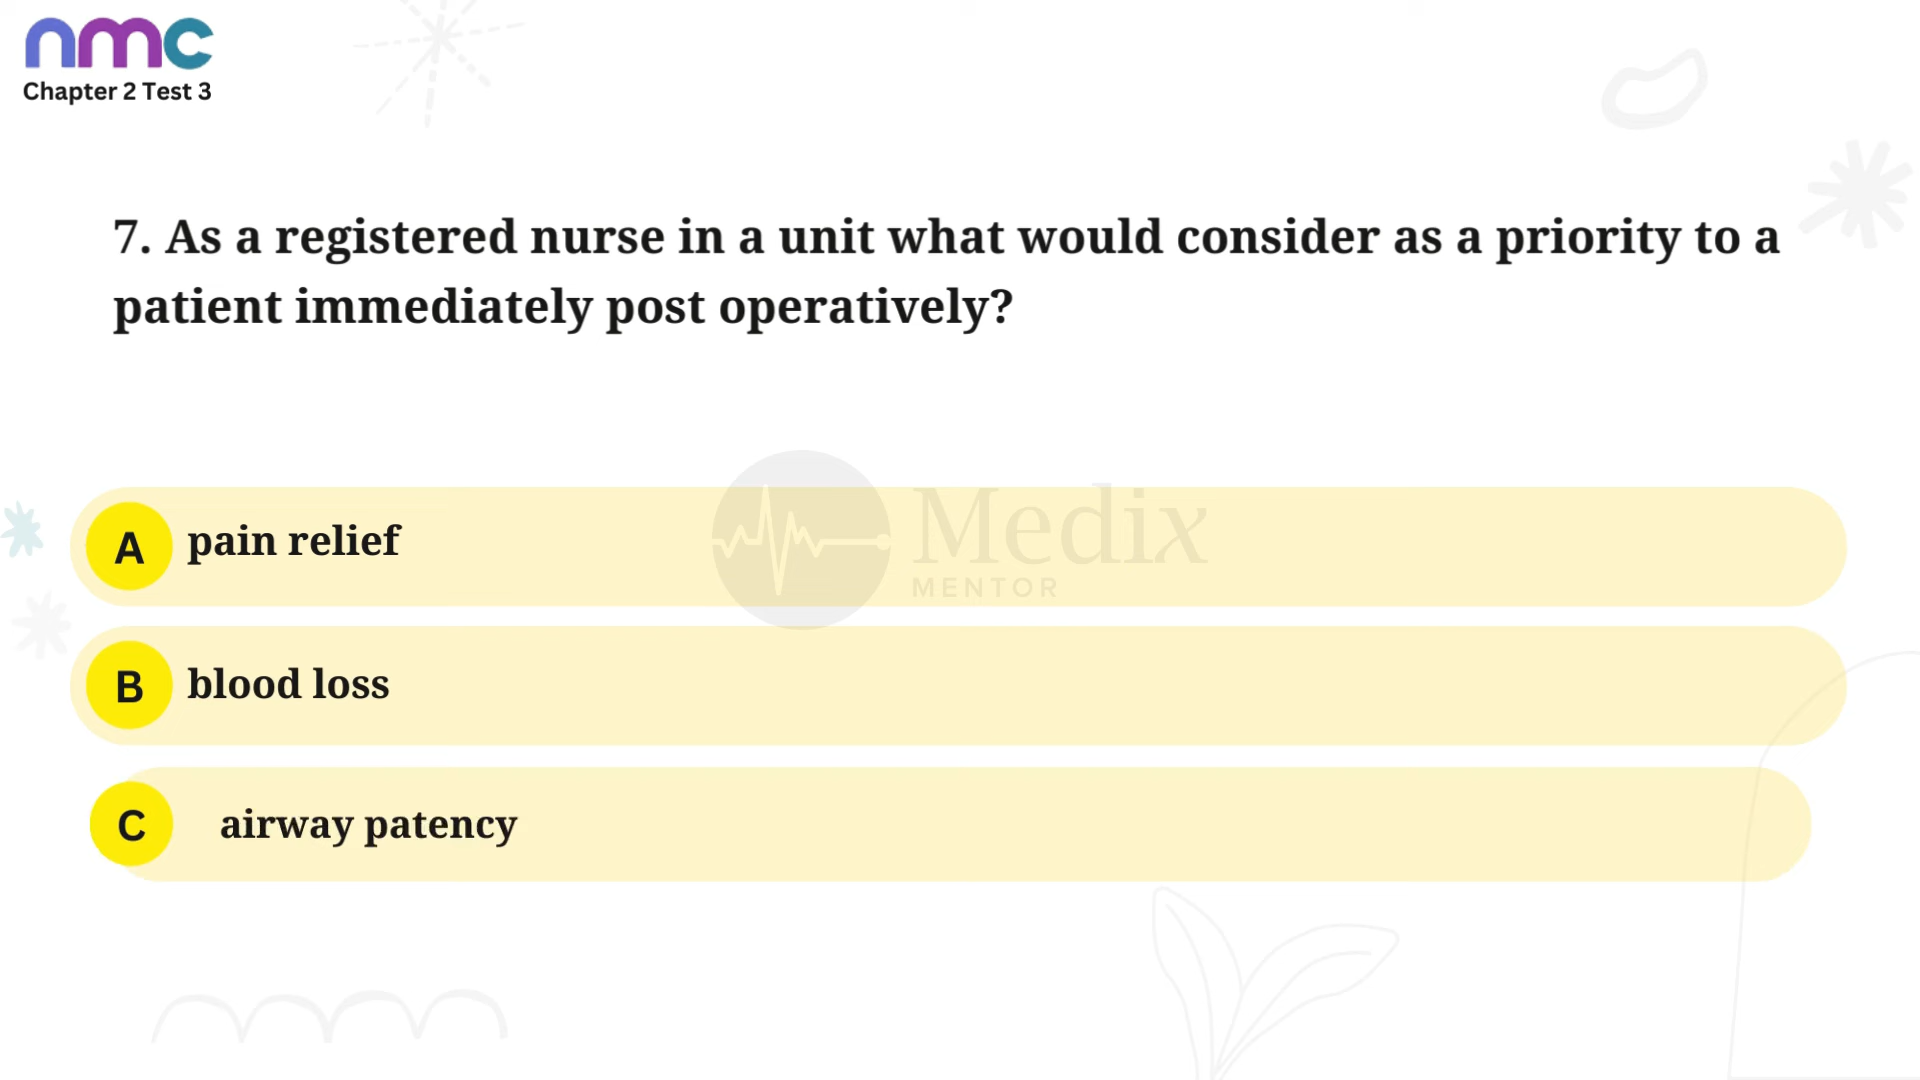 nmc
Chapter 2 Test 3
7. As a registered nurse in a unit what would consider as a priority to a
patient immediately post operatively?
Medix
MENTOR
A pain relief
B blood loss
C airway patency